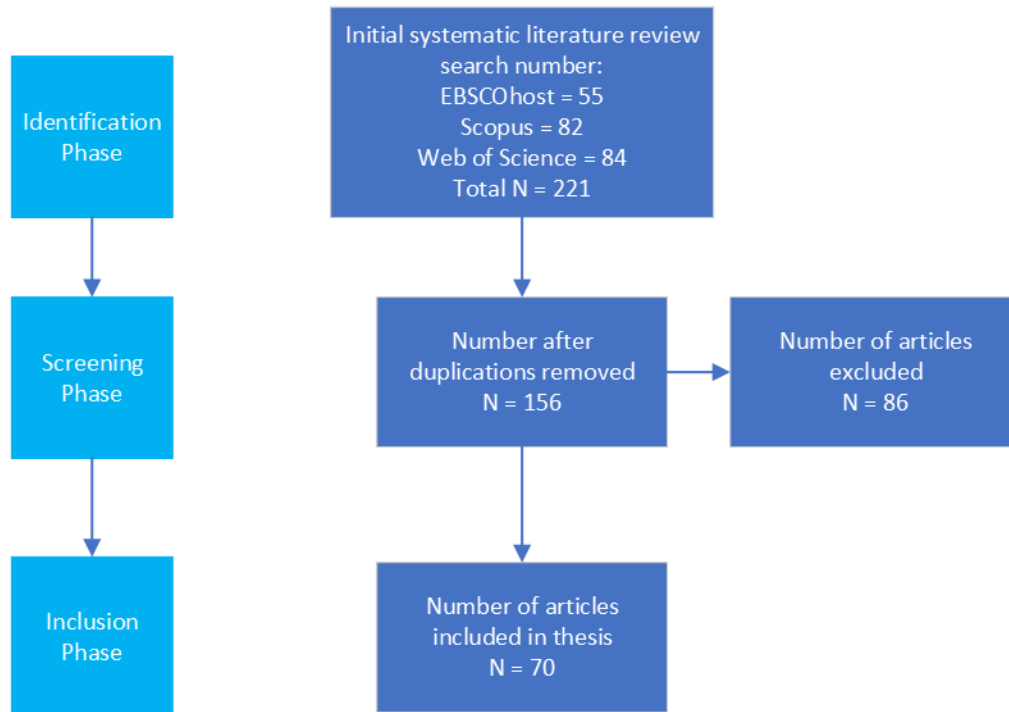 Identification
Phase
Initial systematic literature review
search number:
EBSCOhost = 55
Scopus = 82
Web of Science = 84
Total N = 221
Screening
Phase
Number after
duplications removed
N = 156
Number of articles
excluded
N = 86
Inclusion
Phase
Number of articles
included in thesis
N = 70